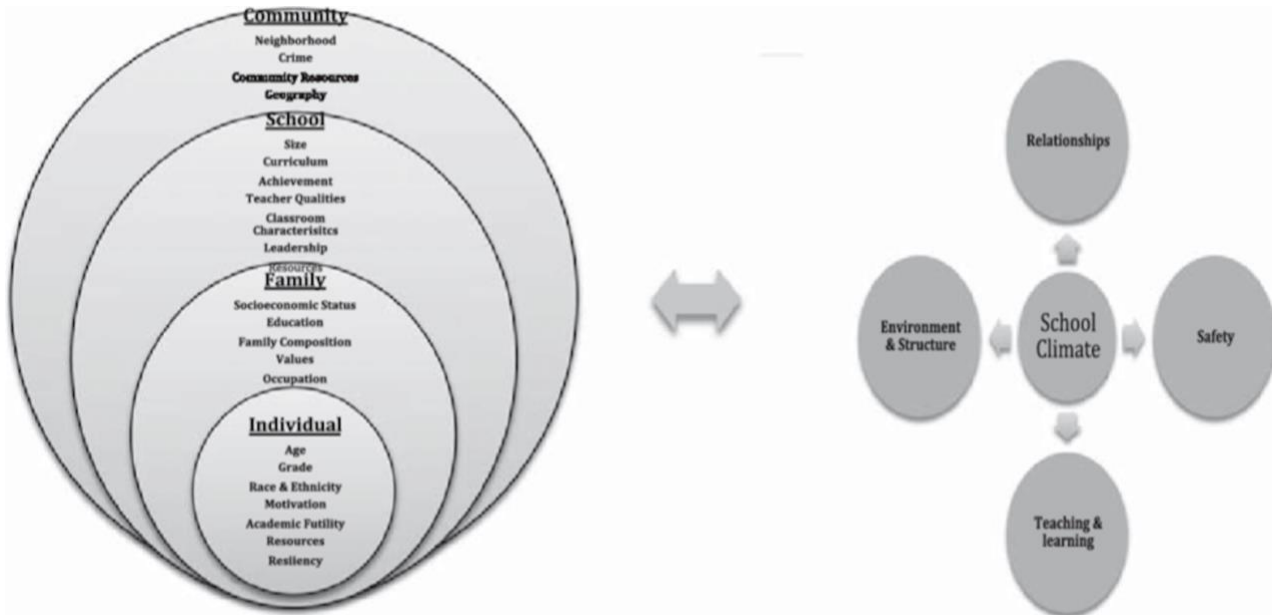 Community
Neighborhood
Crime
Community Resources
Geography
School
Size
Curriculum
Achievement
Teacher Qualities
Classroom
Characterisitcs
Leadership
Resources
Family
Socioeconomic Status
Education
Family Composition
Values
Occupation
Individual
Age
Grade
Race & Ethnicity
Motivation
Academic Futility
Resources
Resiliency
Relationships
Environment
& Structure
School
Climate
Safety
Teaching &
learning